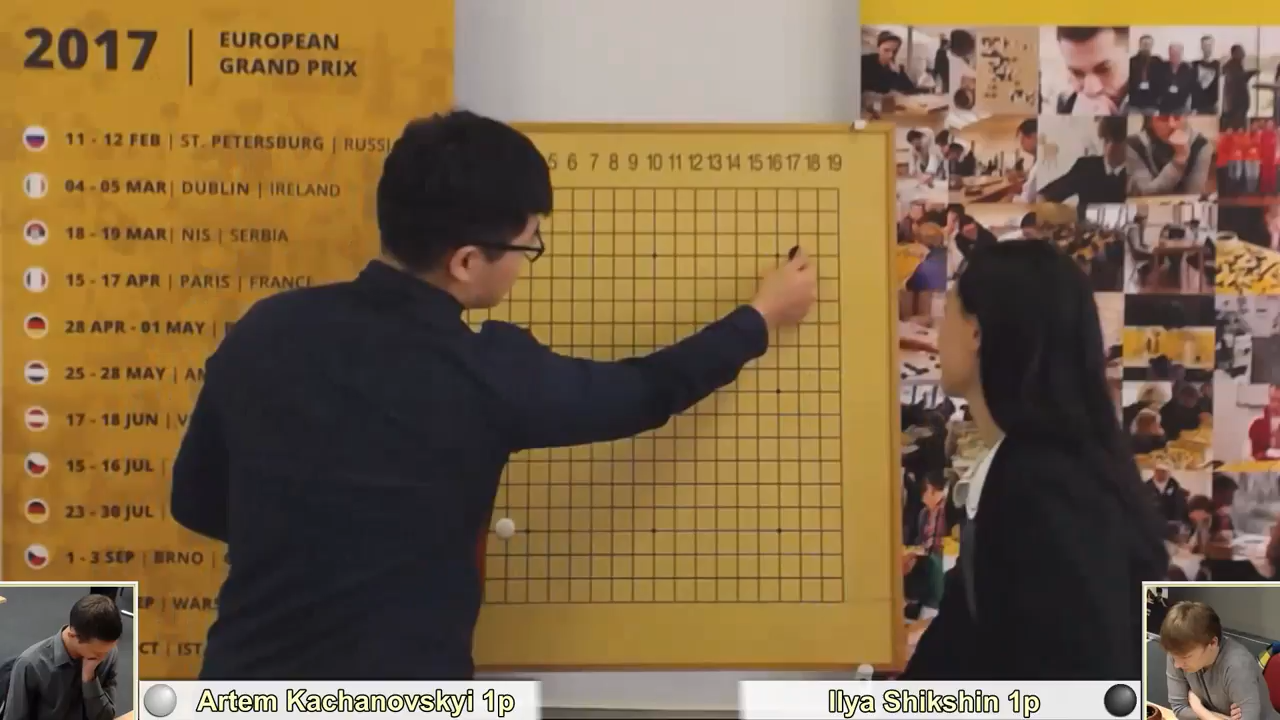 2017 | EUROPEAN
GRAND PRIX
11 - 12 FEB | ST. PETERSBURG | RUSSI
04 - 05 MAR | DUBLIN | IRELAND
18 - 19 MAR | NIS | SERBIA
15 - 17 APR | PARIS | FRANCE
28 APR - 01 MAY |
25 - 28 MAY |
17 - 18 JUN |
15 - 16 JUL |
23 - 30 JUL |
1 - 3 SEP | BRNO |
| WARS
| IST
5 6 7 8 9 10 11 12 13 14 15 16 17 18 19
Artem Kachanovskyi 1p
Ilya Shikshin 1p